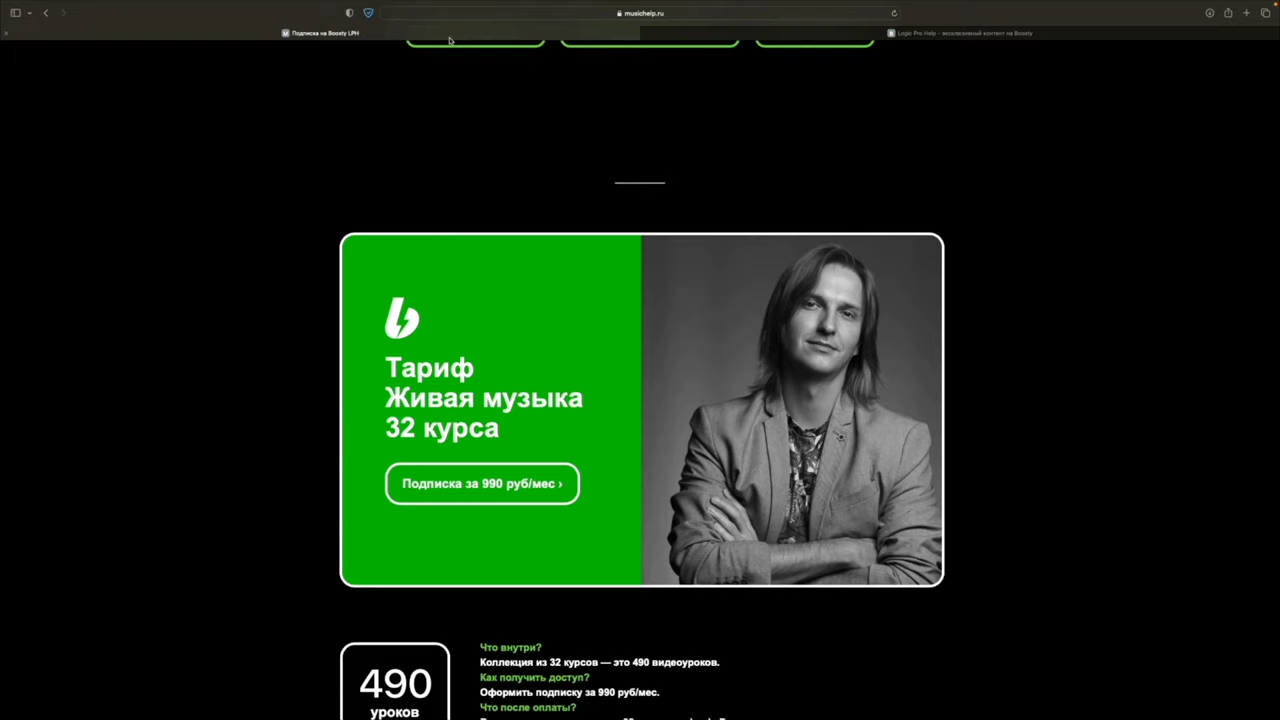 musichelp.ru
Подписка на Boosty LPH
Logic Pro Help - эксклюзивный контент на Boosty
Тариф
Живая музыка
32 курса
Подписка за 990 руб/мес ›
490
уроков
Что внутри?
Коллекция из 32 курсов — это 490 видеоуроков.
Как получить доступ?
Оформить подписку за 990 руб/мес.
Что после оплаты?